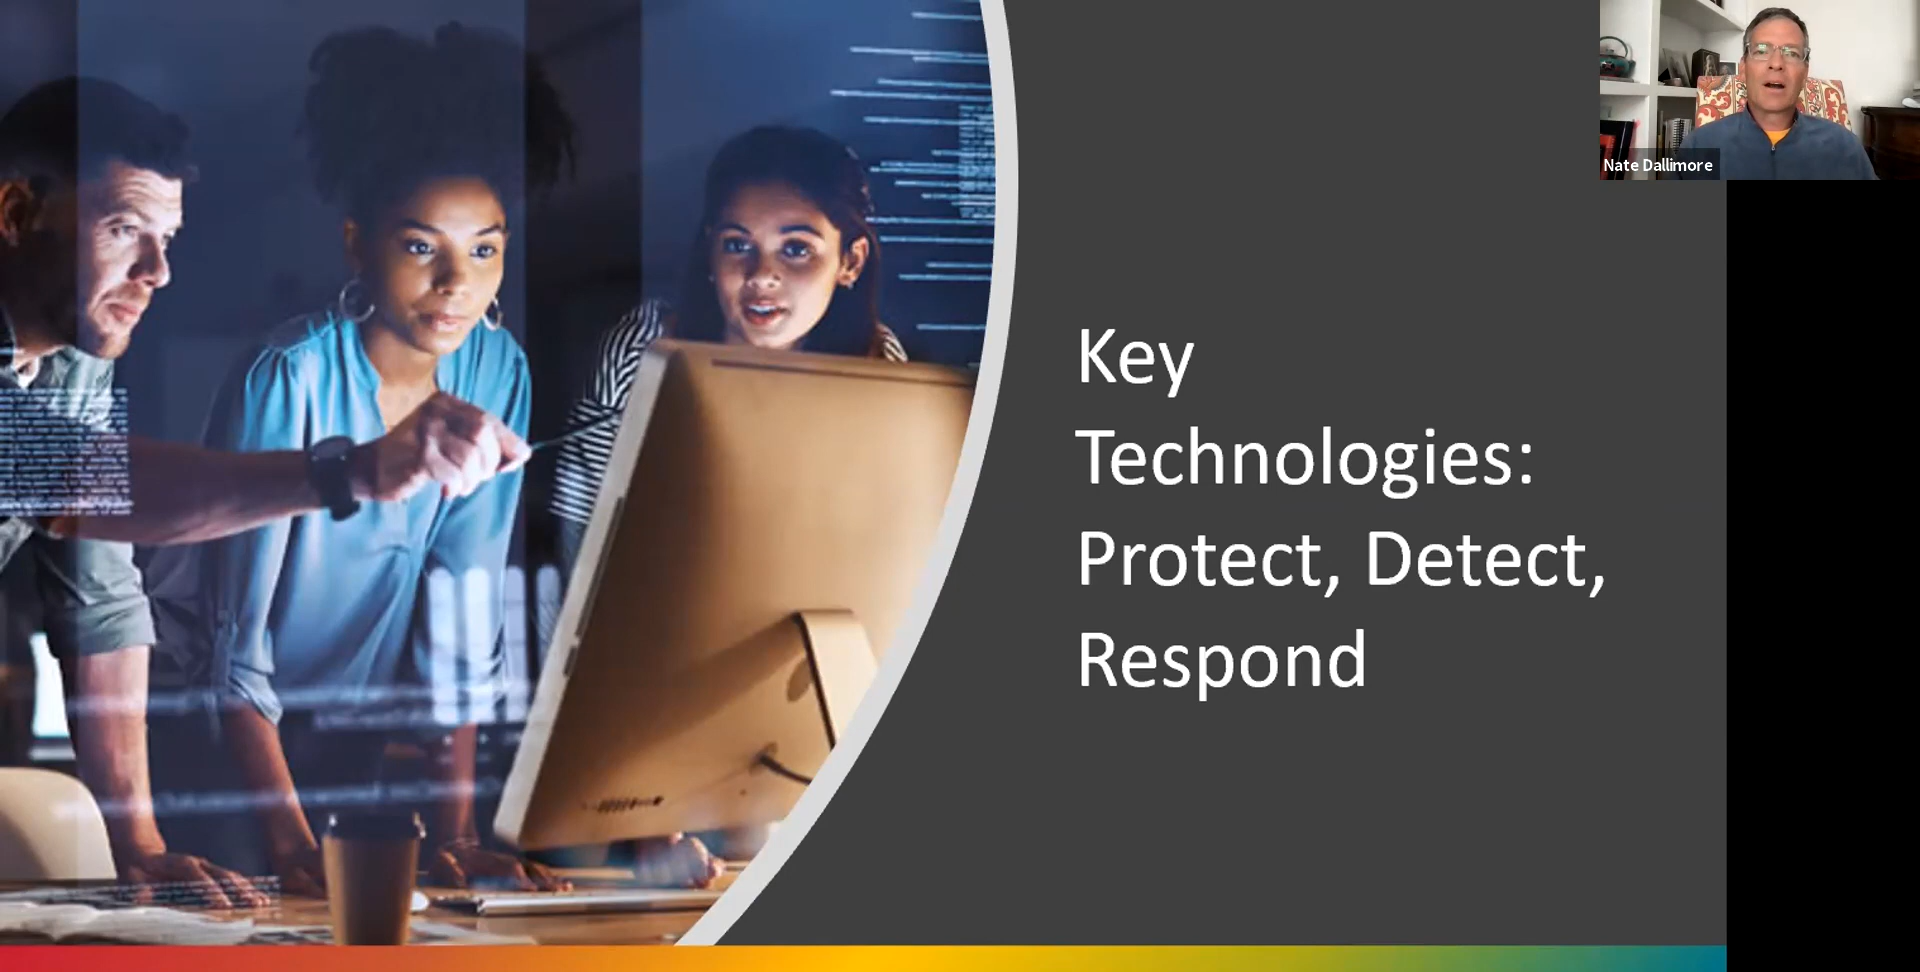 Nate Dallimore
Key
Technologies:
Protect, Detect,
Respond